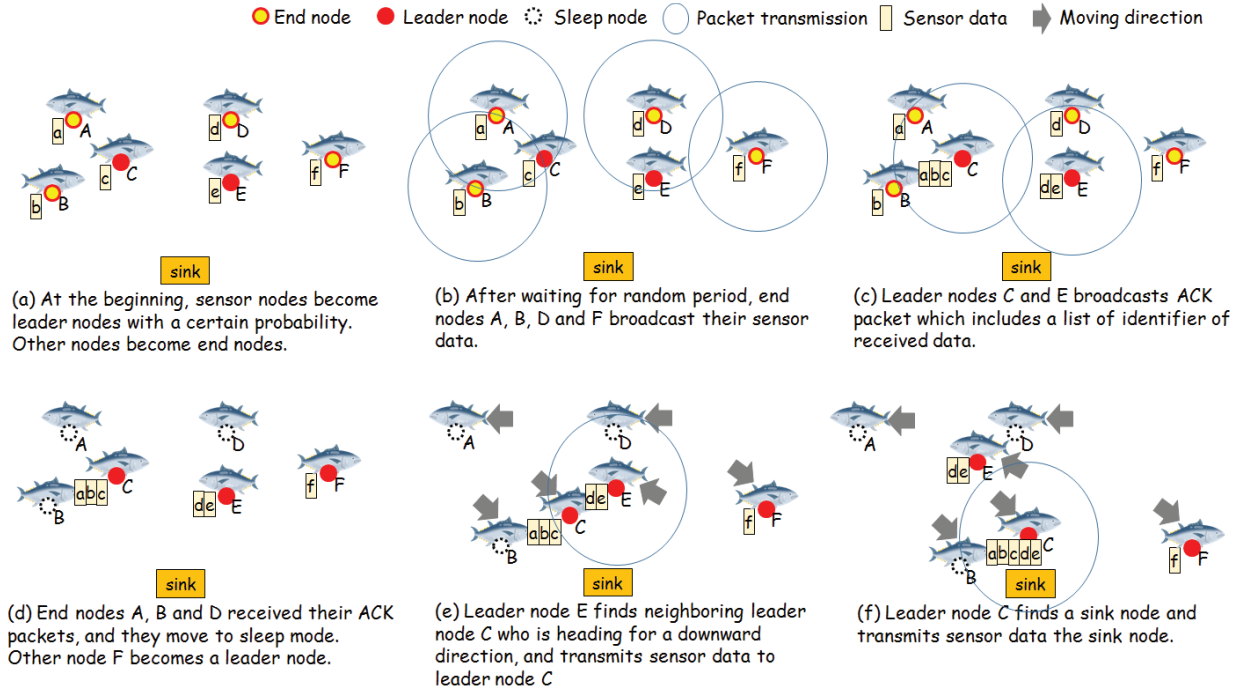 End node Leader node Sleep node Packet transmission Sensor data Moving direction
a A
b B
c C
d D
e E
f F
sink
(a) At the beginning, sensor nodes become
leader nodes with a certain probability.
Other nodes become end nodes.
a A
b B
c C
d D
e E
f F
sink
(b) After waiting for random period, end
nodes A, B, D and F broadcast their sensor
data.
a A
b B
abc C
d D
de E
f F
sink
(c) Leader nodes C and E broadcasts ACK
packet which includes a list of identifier of
received data.
A
B
abc C
D
de E
f F
sink
(d) End nodes A, B and D received their ACK
packets, and they move to sleep mode.
Other node F becomes a leader node.
A
B
abc C
D
de E
f F
sink
(e) Leader node E finds neighboring leader
node C who is heading for a downward
direction, and transmits sensor data to
leader node C
A
D
de E
B
abcde C
f F
sink
(f) Leader node C finds a sink node and
transmits sensor data the sink node.